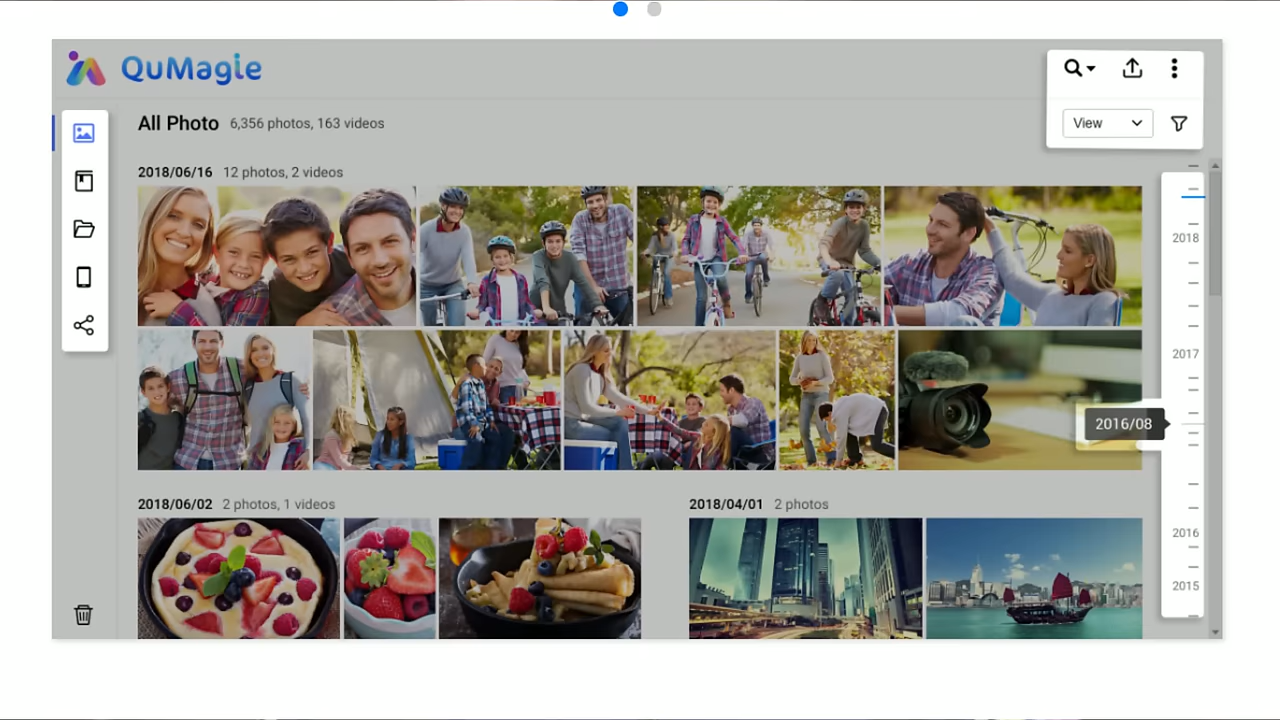 QuMagie
All Photo 6,356 photos, 163 videos
View
2018/06/16 12 photos, 2 videos
2018
2017
2016/08
2018/06/02 2 photos, 1 videos
2018/04/01 2 photos
2016
2015